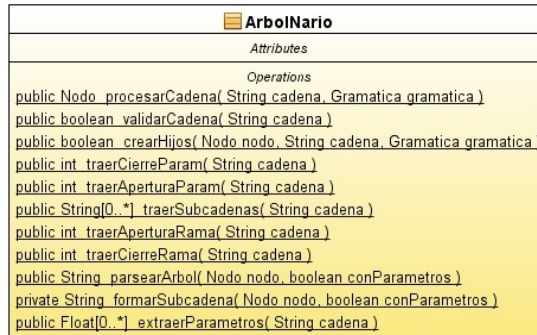 ArbolNario
Attributes
Operations
public Nodo procesarCadena( String cadena, Gramatica gramatica )
public boolean validarCadena( String cadena )
public boolean crearHijos( Nodo nodo, String cadena, Gramatica gramatica )
public int traerCierreParam( String cadena )
public int traerAperturaParam( String cadena )
public String[0..*] traerSubcadenas( String cadena )
public int traerAperturaRama( String cadena )
public int traerCierreRama( String cadena )
public String parsearArbol( Nodo nodo, boolean conParametros )
private String formarSubcadena( Nodo nodo, boolean conParametros )
public Float[0..*] extraerParametros( String cadena )